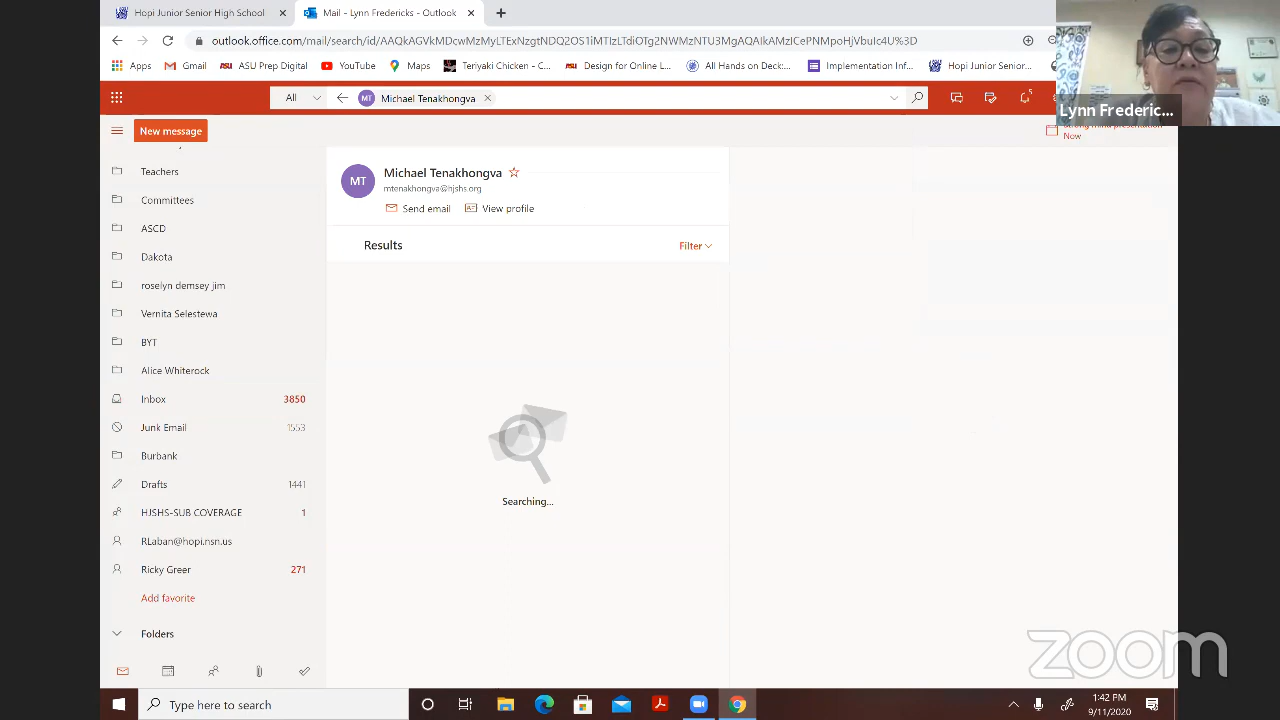 Hopi Junior Senior High School
Mail - Lynn Fredericks - Outlook
outlook.office.com/mail/search/
Apps
Gmail
ASU Prep Digital
YouTube
Maps
Teriyaki Chicken - C...
Design for Online L...
All Hands on Deck:...
Implementation Inf...
Hopi Junior Senior...
Lynn Frederic...
All
MT
Michael Tenakhongva
5
New message
Now
Teachers
Committees
ASCD
Dakota
roselyn demsey jim
Vernita Selestewa
BYT
Alice Whiterock
Inbox 3850
Junk Email 1553
Burbank
Drafts 1441
HJSHS-SUB COVERAGE 1
RLaban@hopi.nsn.us
Ricky Greer 271
Add favorite
Folders
MT
Michael Tenakhongva
mtenakhongva@hjshs.org
Send email
View profile
Results
Filter
Searching...
zoom
Type here to search
1:42 PM
9/11/2020